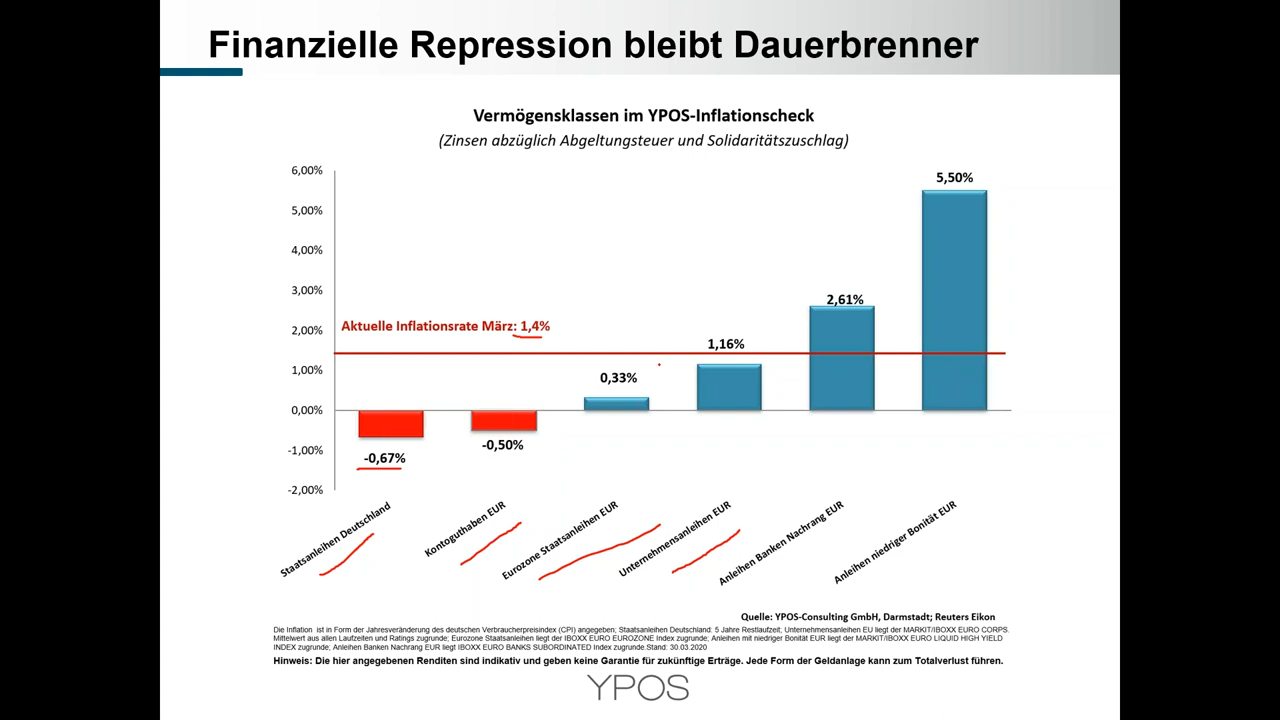 Finanzielle Repression bleibt Dauerbrenner
Vermögensklassen im YPOS-Inflationscheck
(Zinsen abzüglich Abgeltungsteuer und Solidaritätszuschlag)
6,00%
5,00%
4,00%
3,00%
2,00%
1,00%
0,00%
-1,00%
-2,00%
Aktuelle Inflationsrate März: 1,4%
-0,67%
-0,50%
0,33%
1,16%
2,61%
5,50%
Staatsanleihen Deutschland
Kontoguthaben EUR
Eurozone Staatsanleihen EUR
Unternehmensanleihen EUR
Anleihen Banken Nachrang EUR
Anleihen niedriger Bonität EUR
Quelle: YPOS-Consulting GmbH, Darmstadt; Reuters Eikon
Die Inflation ist in Form der Jahresveränderung des deutschen Verbraucherpreisindex (CPI) angegeben; Staatsanleihen Deutschland: 5 Jahre Restlaufzeit; Unternehmensanleihen EU liegt der MARKIT/IBOXX EURO CORPS.
Mittelwert aus allen Laufzeiten und Ratings zugrunde; Eurozone Staatsanleihen liegt der IBOXX EURO EUROZONE Index zugrunde; Anleihen mit niedriger Bonität EUR liegt der MARKIT/IBOXX EURO LIQUID HIGH YIELD
INDEX zugrunde; Anleihen Banken Nachrang EUR liegt IBOXX EURO BANKS SUBORDINATED Index zugrunde.Stand: 30.03.2020
Hinweis: Die hier angegebenen Renditen sind indikativ und geben keine Garantie für zukünftige Erträge. Jede Form der Geldanlage kann zum Totalverlust führen.
YPOS